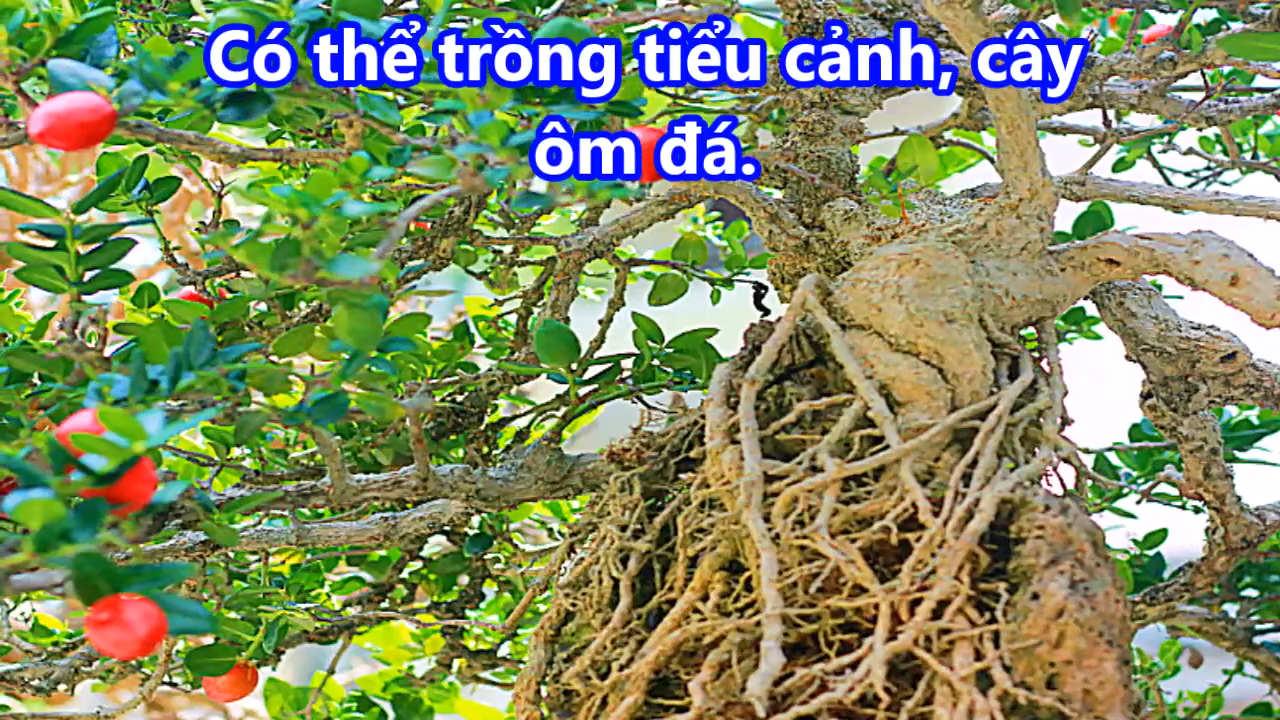 Có thể trồng tiểu cảnh, cây
ôm đá.